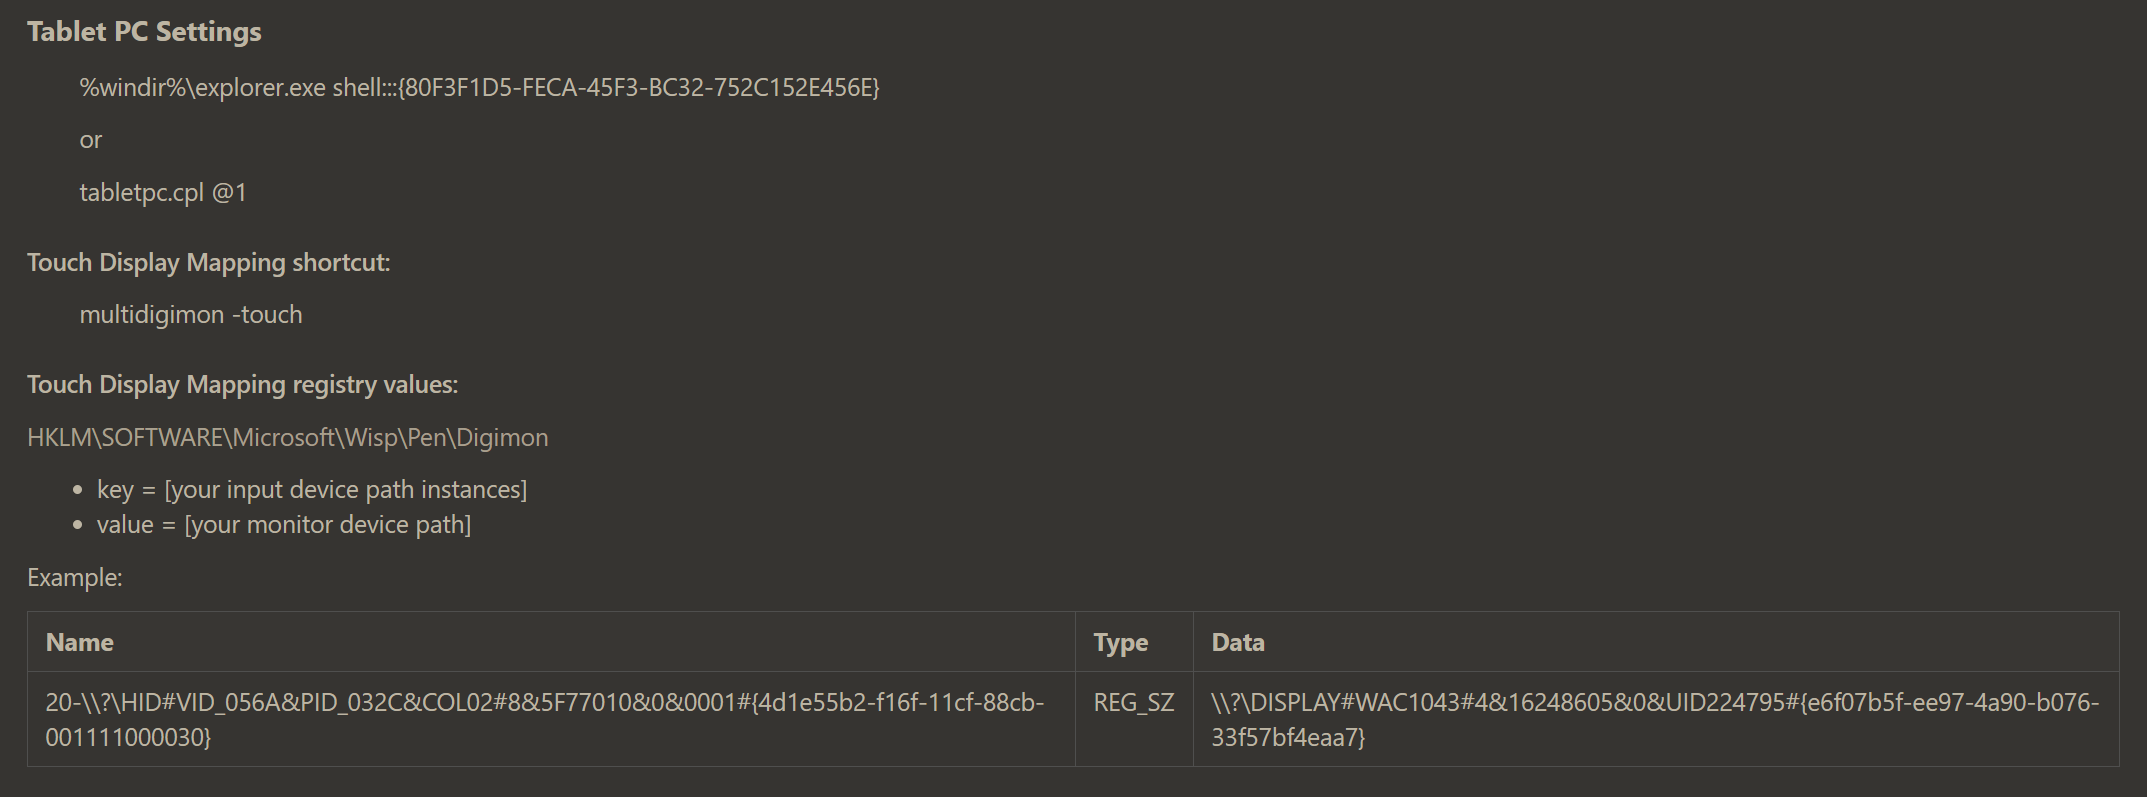 Tablet PC Settings
%windir%\explorer.exe shell:::{80F3F1D5-FECA-45F3-BC32-752C152E456E}
or
tabletpc.cpl @1
Touch Display Mapping shortcut:
multidigimon -touch
Touch Display Mapping registry values:
HKLM\SOFTWARE\Microsoft\Wisp\Pen\Digimon
• key = [your input device path instances]
• value = [your monitor device path]
Example:
Name Type Data
20-\\?\HID#VID_056A&PID_032C&COL02#8&5F77010&0&0001#{4d1e55b2-f16f-11cf-88cb- REG_SZ \\?\DISPLAY#WAC1043#4&16248605&0&UID224795#{e6f07b5f-ee97-4a90-b076-
001111000030} 33f57bf4eaa7}